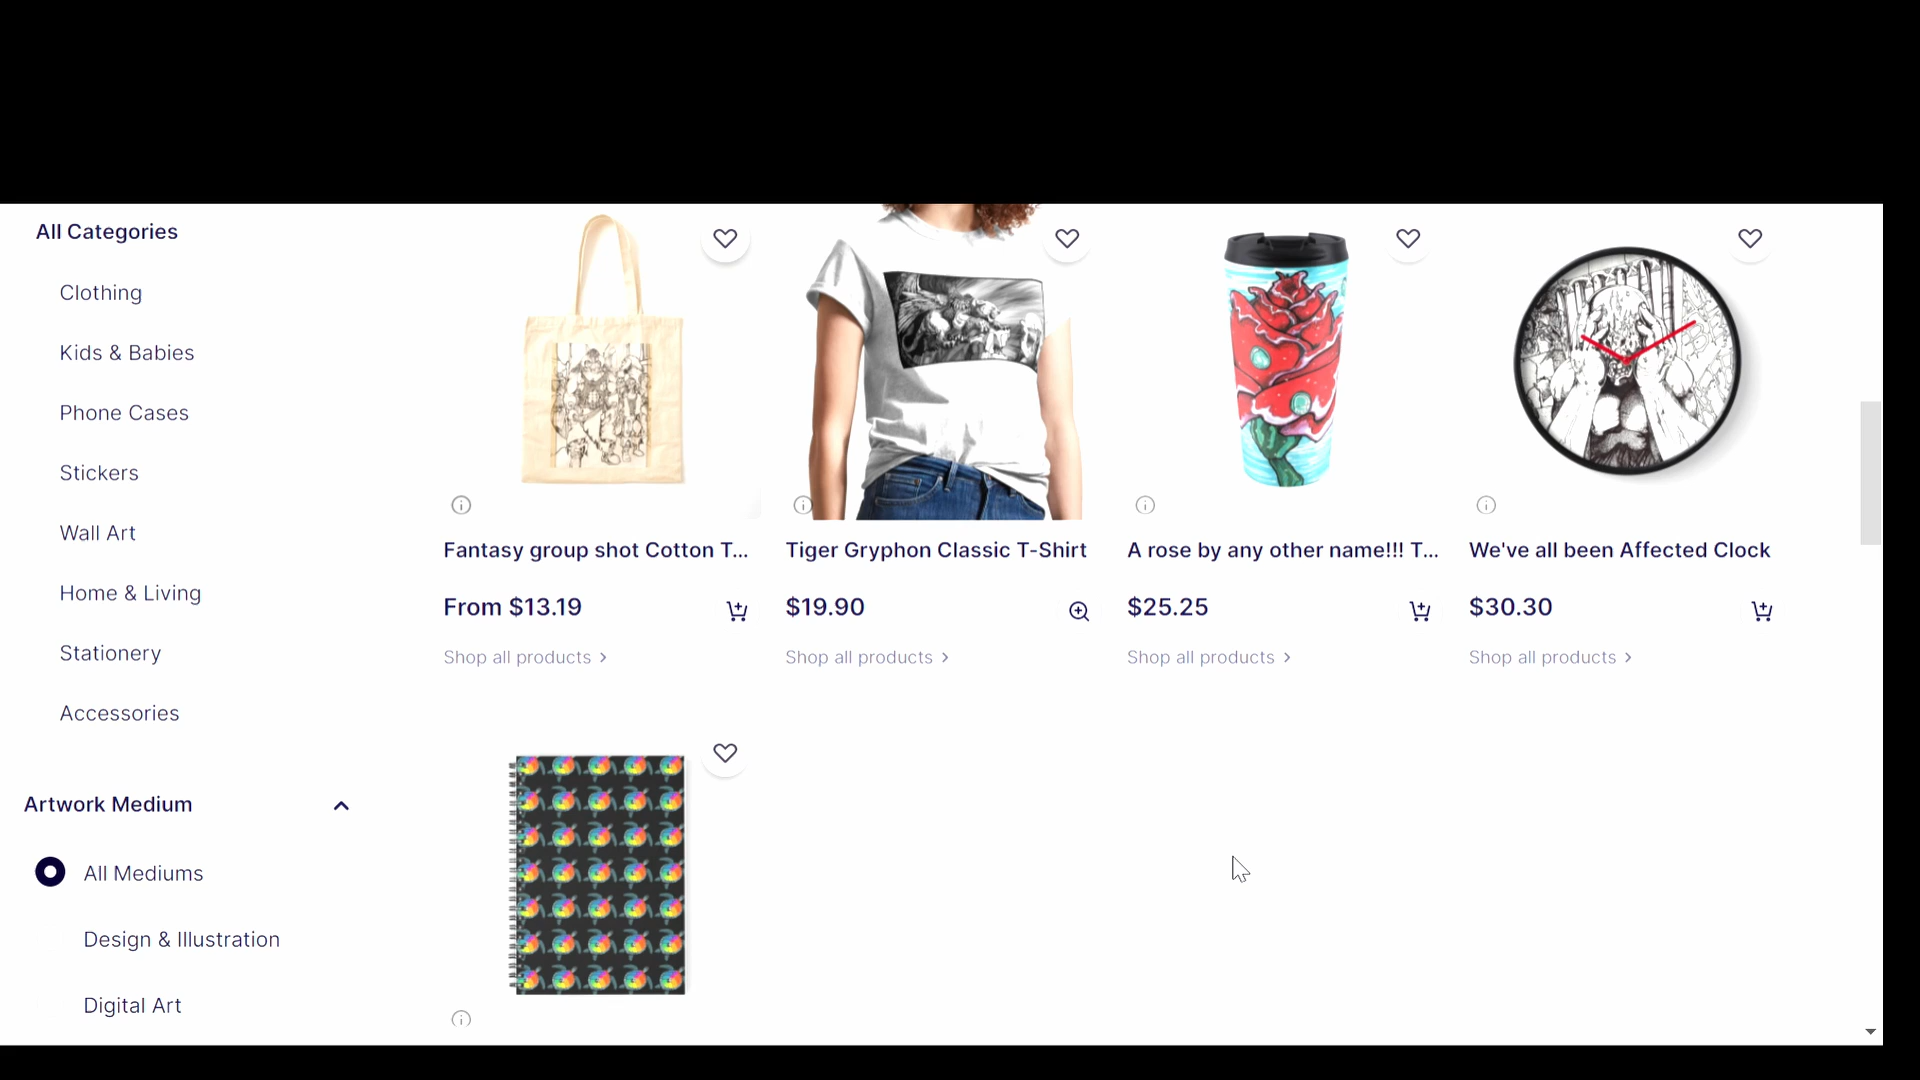 All Categories
Clothing
Kids & Babies
Phone Cases
Stickers
Wall Art
Home & Living
Stationery
Accessories
Artwork Medium
All Mediums
Design & Illustration
Digital Art
Fantasy group shot Cotton T...
From $13.19
Shop all products
Tiger Gryphon Classic T-Shirt
$19.90
Shop all products
A rose by any other name!!! T...
$25.25
Shop all products
We've all been Affected Clock
$30.30
Shop all products